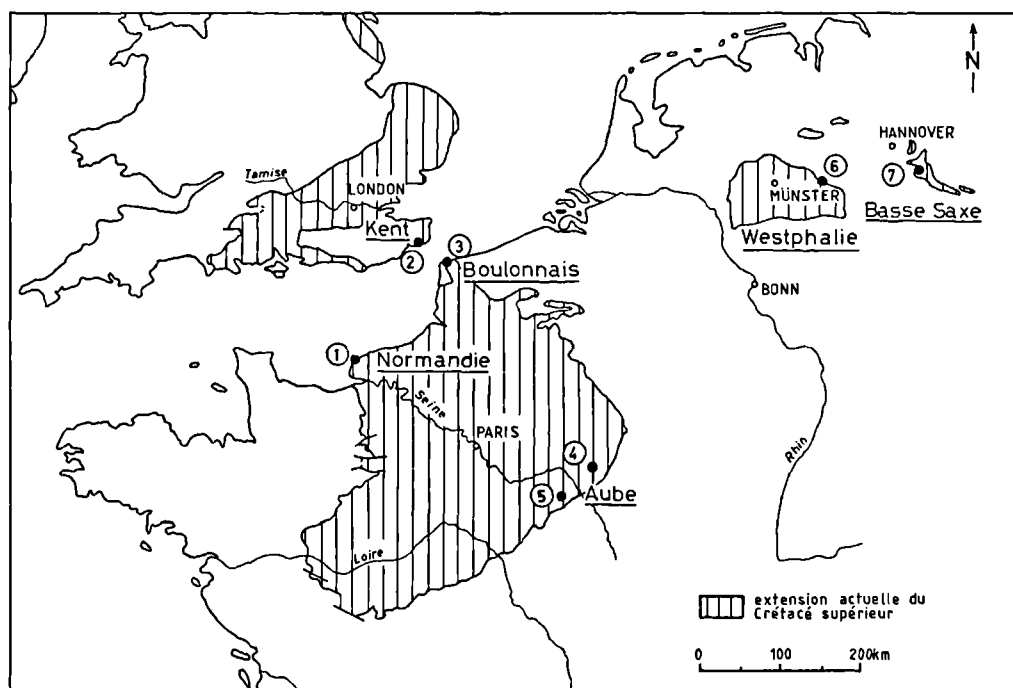 N
HANNOVER
Tamise
LONDON
6
7
MÜNSTER
Kent
Basse Saxe
2
3
Westphalie
Boulonnais
BONN
1
Normandie
Seine
PARIS
Rhin
4
5
Aube
Loire
extension actuelle du
Crétacé supérieur
0 100 200km